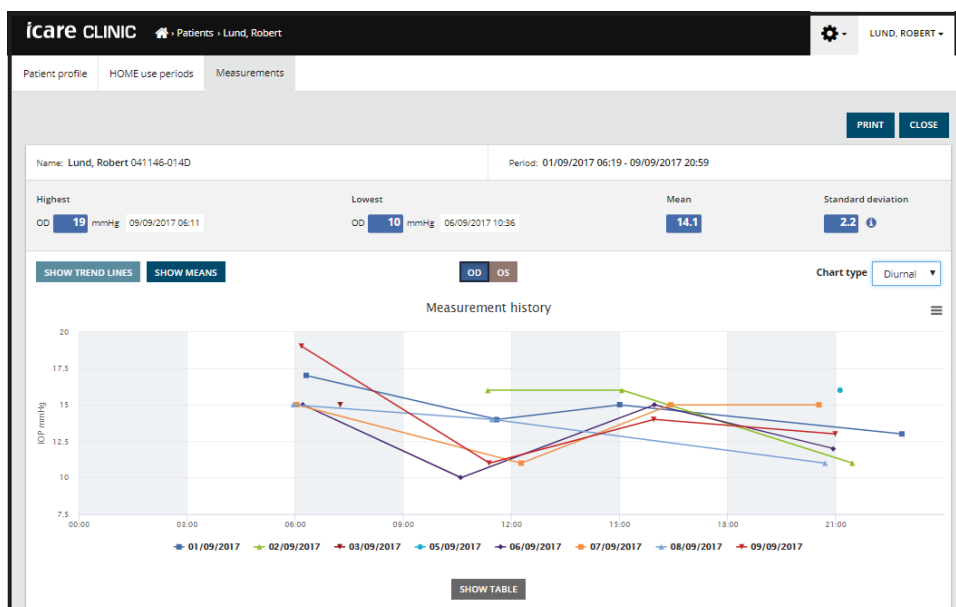 icare CLINIC › Patients › Lund, Robert LUND, ROBERT
Patient profile HOME use periods Measurements
PRINT CLOSE
Name: Lund, Robert 041146-014D Period: 01/09/2017 06:19 - 09/09/2017 20:59
Highest Lowest Mean Standard deviation
OD 19 mmHg 09/09/2017 06:11 OD 10 mmHg 06/09/2017 10:36 14.1 2.2 i
SHOW TREND LINES SHOW MEANS OD OS Chart type Diurnal
Measurement history
20
17.5
15
12.5
10
7.5
IOP mmHg
00:00 03:00 06:00 09:00 12:00 15:00 18:00 21:00
01/09/2017 02/09/2017 03/09/2017 05/09/2017 06/09/2017 07/09/2017 08/09/2017 09/09/2017
SHOW TABLE